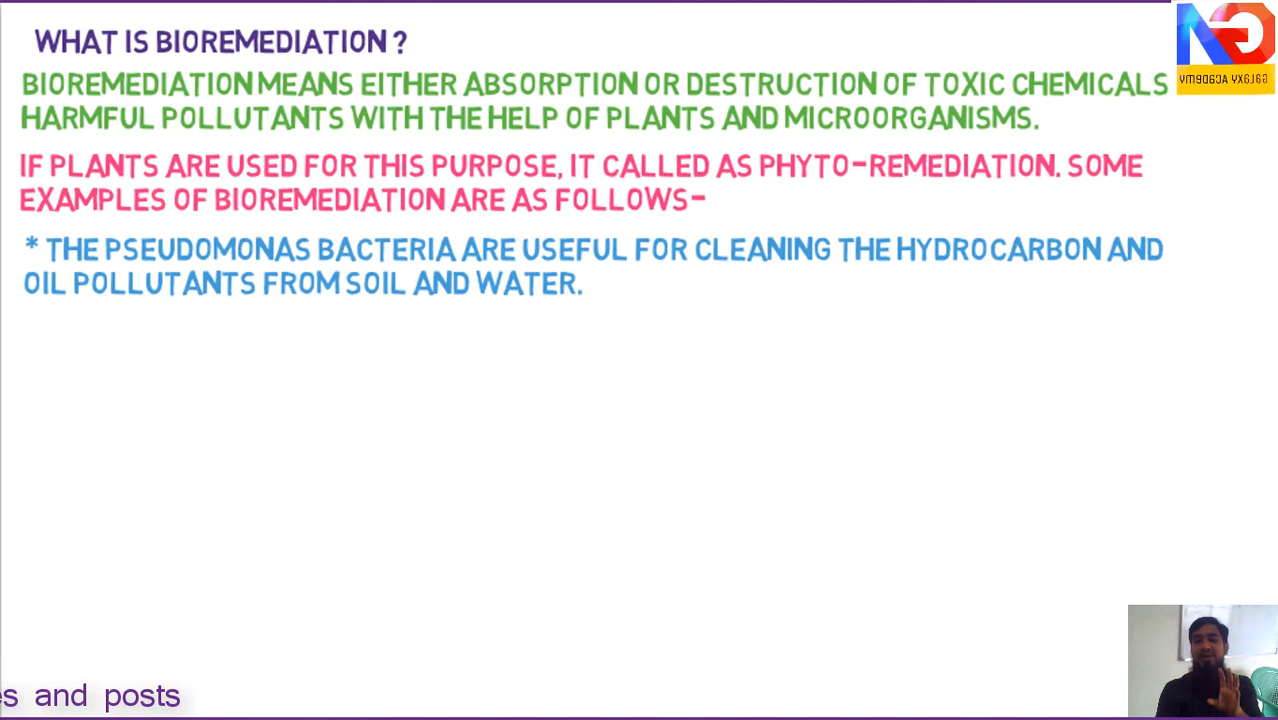 WHAT IS BIOREMEDIATION ?
BIOREMEDIATION MEANS EITHER ABSORPTION OR DESTRUCTION OF TOXIC CHEMICALS
HARMFUL POLLUTANTS WITH THE HELP OF PLANTS AND MICROORGANISMS.
IF PLANTS ARE USED FOR THIS PURPOSE, IT CALLED AS PHYTO-REMEDIATION. SOME
EXAMPLES OF BIOREMEDIATION ARE AS FOLLOWS-
* THE PSEUDOMONAS BACTERIA ARE USEFUL FOR CLEANING THE HYDROCARBON AND
OIL POLLUTANTS FROM SOIL AND WATER.
es and posts